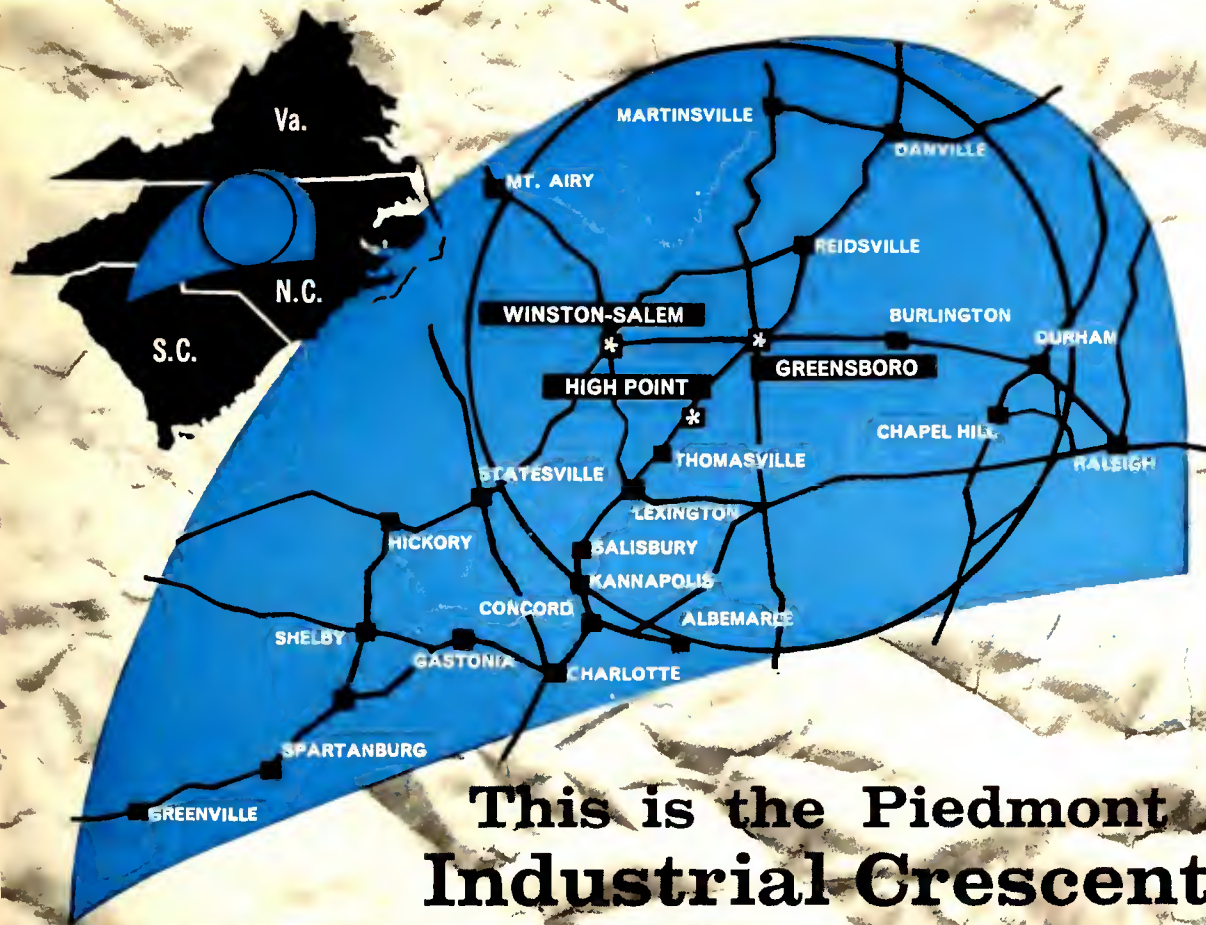 Va.
N.C.
S.C.
MARTINSVILLE
DANVILLE
MT. AIRY
REIDSVILLE
WINSTON-SALEM
BURLINGTON
DURHAM
GREENSBORO
HIGH POINT
CHAPEL HILL
RALEIGH
THOMASVILLE
STATESVILLE
LEXINGTON
HICKORY
SALISBURY
KANNAPOLIS
CONCORD
ALBEMARLE
SHELBY
GASTONIA
CHARLOTTE
SPARTANBURG
GREENVILLE
This is the Piedmont
Industrial Crescent